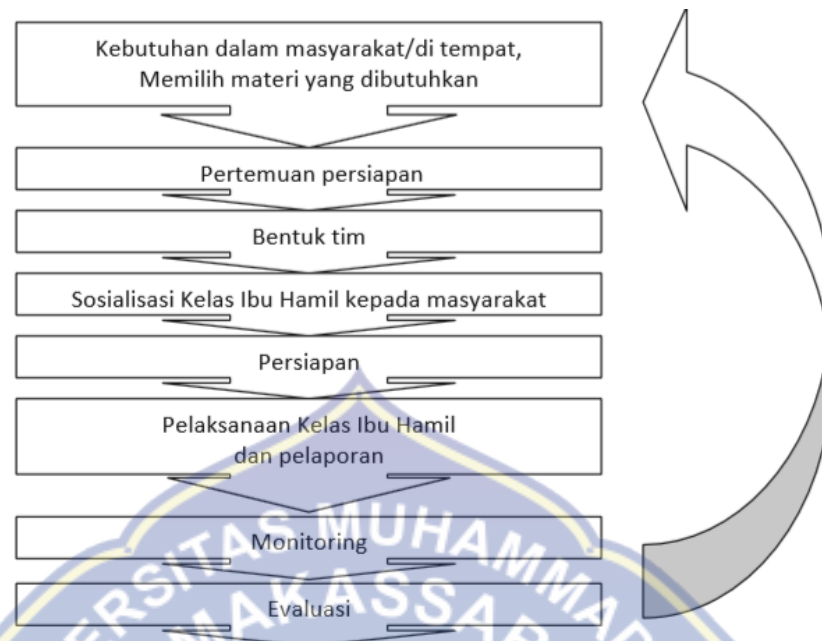 Kebutuhan dalam masyarakat/di tempat,
Memilih materi yang dibutuhkan
Pertemuan persiapan
Bentuk tim
Sosialisasi Kelas Ibu Hamil kepada masyarakat
Persiapan
Pelaksanaan Kelas Ibu Hamil
dan pelaporan
Monitoring
Evaluasi